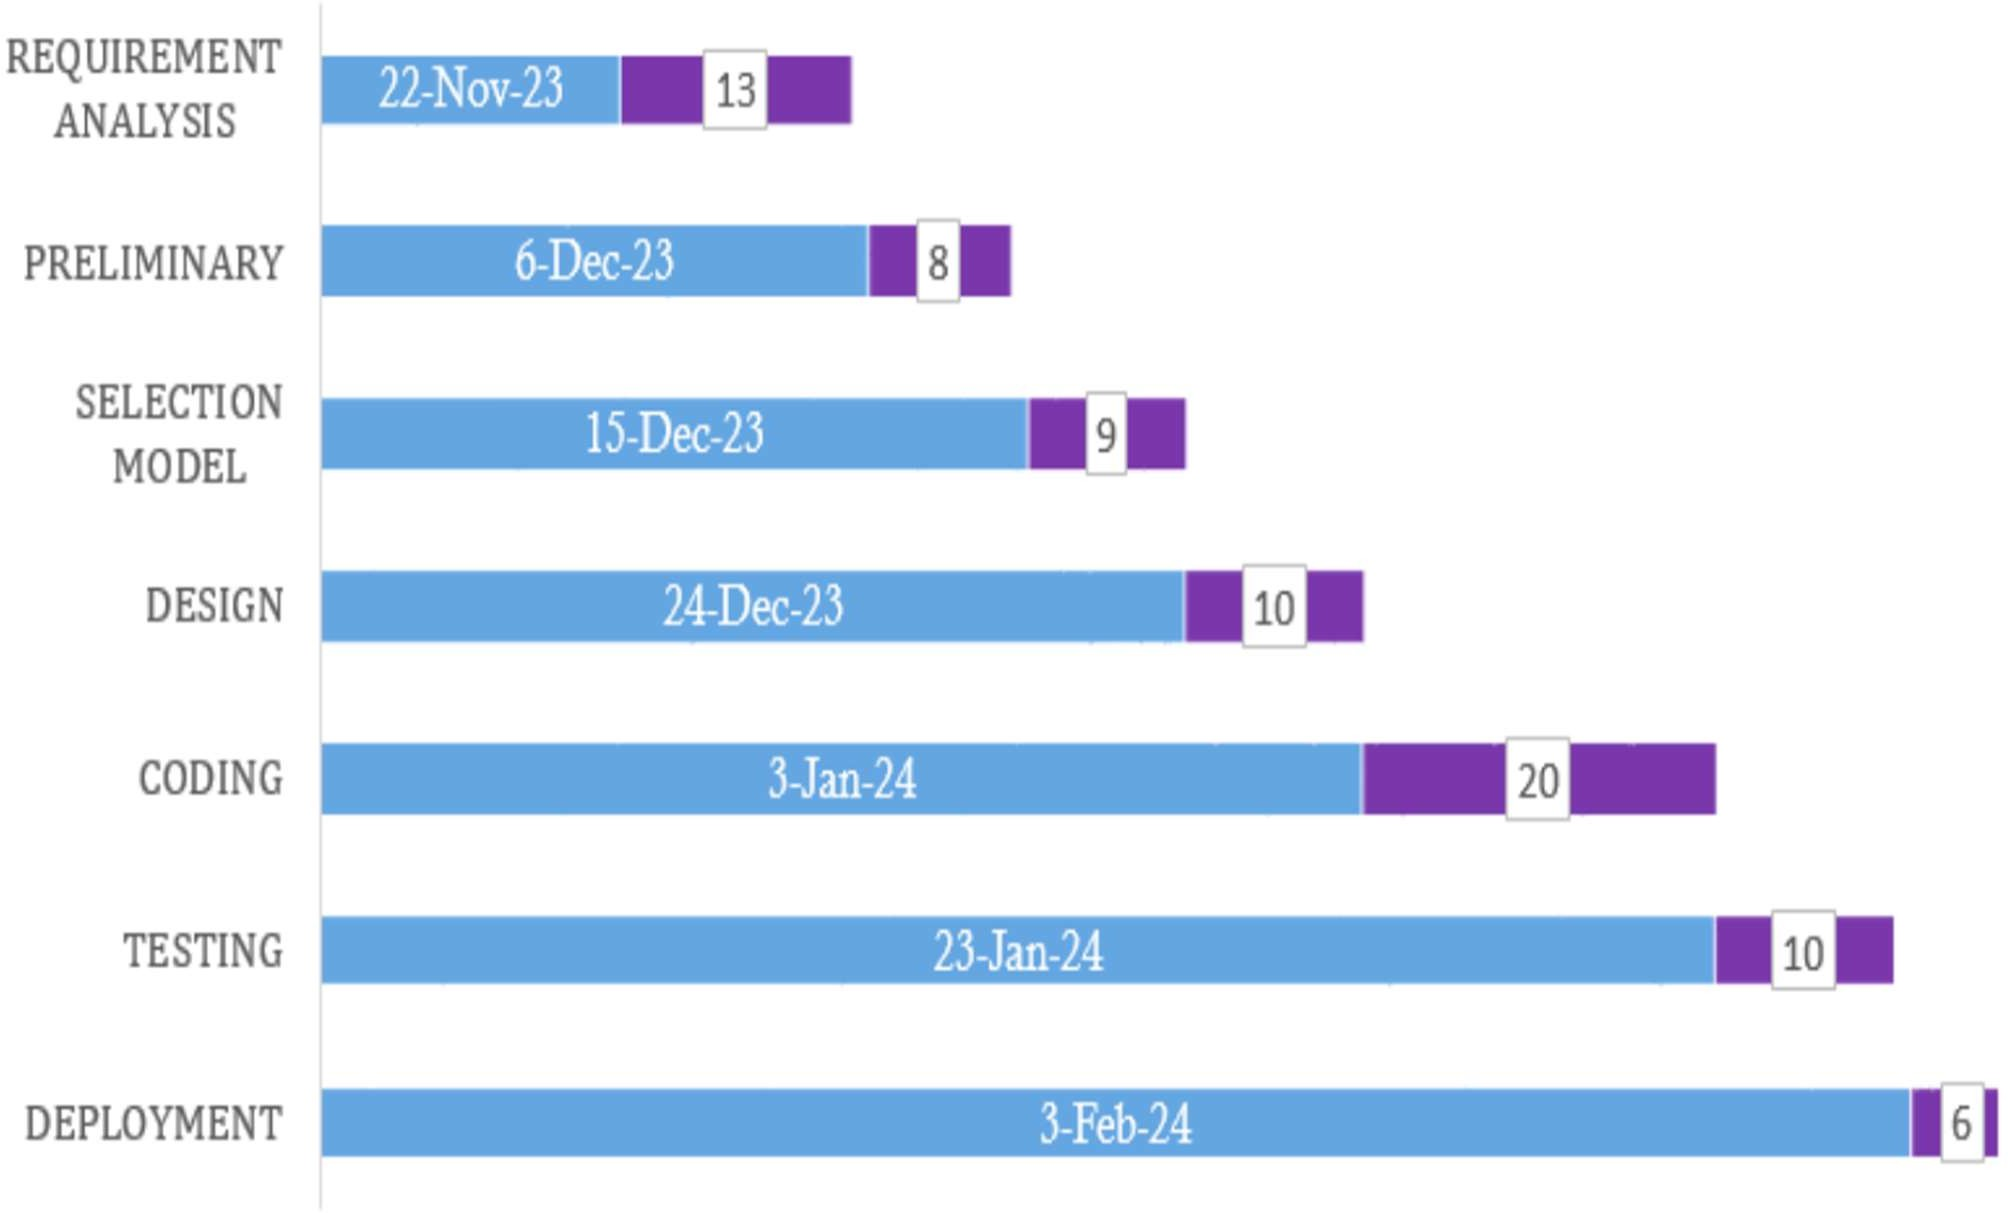 REQUIREMENT
ANALYSIS
22-Nov-23
13
PRELIMINARY
6-Dec-23
8
SELECTION
MODEL
15-Dec-23
9
DESIGN
24-Dec-23
10
CODING
3-Jan-24
20
TESTING
23-Jan-24
10
DEPLOYMENT
3-Feb-24
6